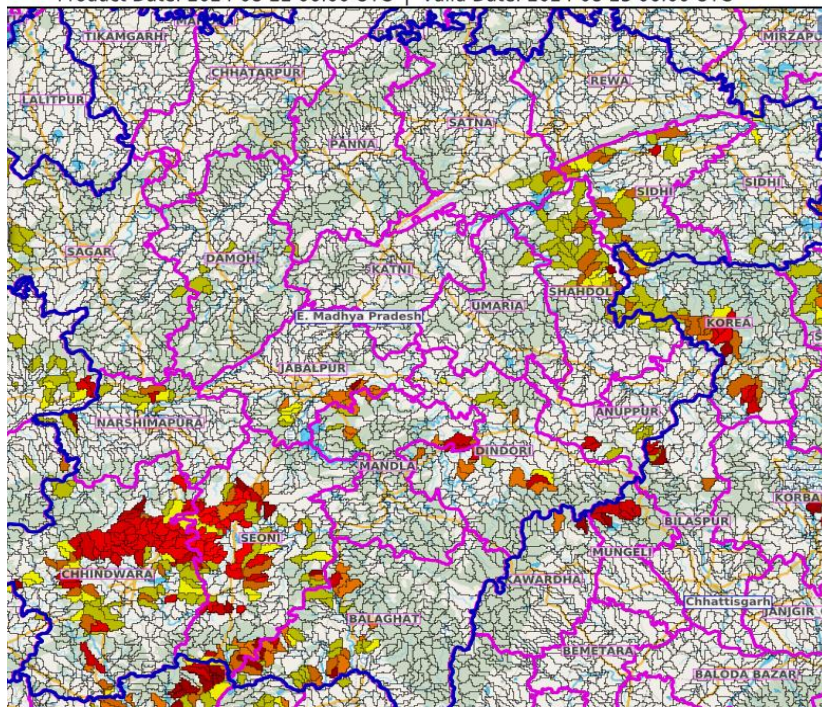 TIKAMGARH
MIRZAPU
CHHATARPUR
REWA
LALITPUR
SATNA
PANNA
SIDHI
SIDHI
SAGAR
DAMOH
KATNI
SHAHDOL
UMARIA
E. Madhya Pradesh
KOREA
JABALPUR
ANUPPUR
NARSHIMAPURA
DINDORI
MANDLA
KORBA
BILASPUR
SEONI
MUNGELI
CHHINDWARA
AWARDHA
Chhattisgarh
ANJGIR
BALAGHAT
BEMETARA
BALODA BAZAR